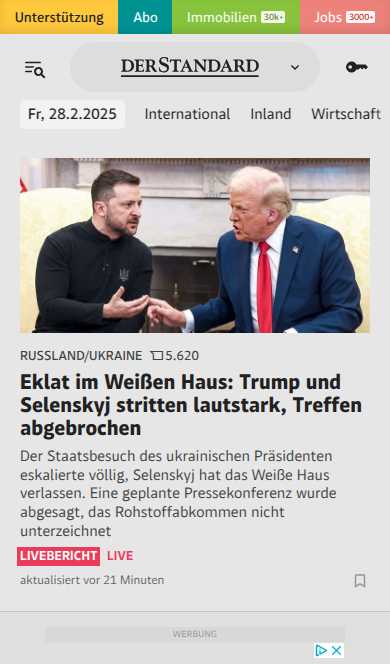 Unterstützung Abo Immobilien 30k+ Jobs 3000+
DERSTANDARD
Fr, 28.2.2025 International Inland Wirtschaft
RUSSLAND/UKRAINE 5.620
Eklat im Weißen Haus: Trump und
Selenskyj stritten lautstark, Treffen
abgebrochen
Der Staatsbesuch des ukrainischen Präsidenten
eskalierte völlig, Selenskyj hat das Weiße Haus
verlassen. Eine geplante Pressekonferenz wurde
abgesagt, das Rohstoffabkommen nicht
unterzeichnet
LIVEBERICHT LIVE
aktualisiert vor 21 Minuten
WERBUNG